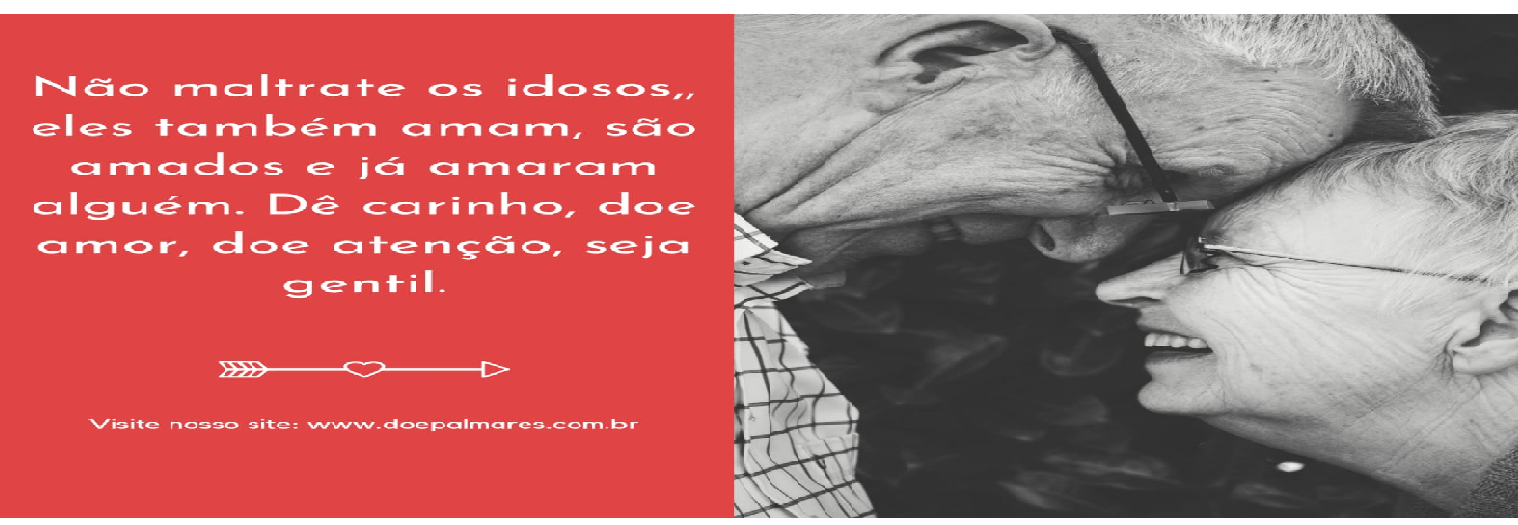 Não maltrate os idosos,,
eles também amam, são
amados e já amaram
alguém. Dê carinho, doe
amor, doe atenção, seja
gentil.
Visite nosso site: www.doepalmares.com.br